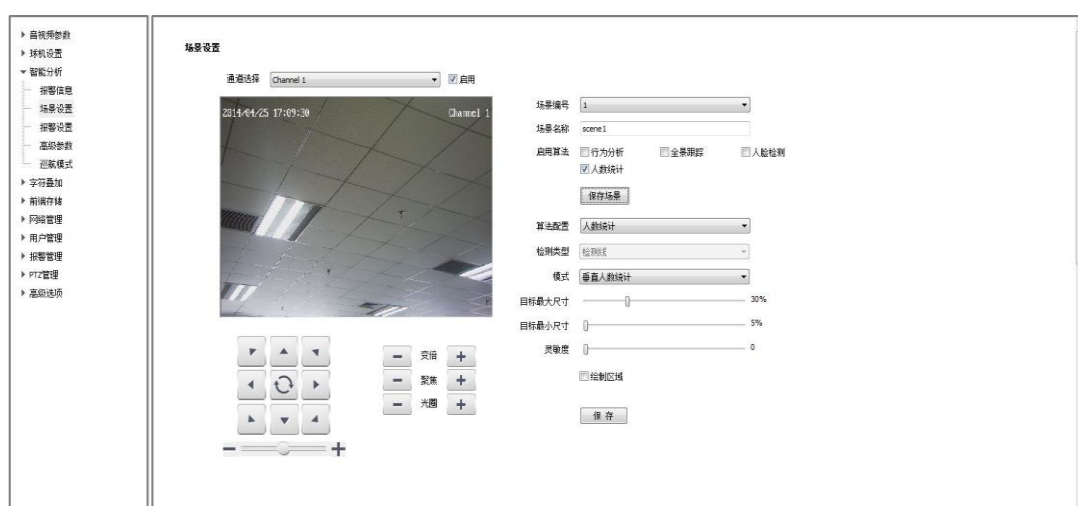 音视频参数
球机设置
智能分析
报警信息
场景设置
报警设置
高级参数
巡航模式
字符叠加
前端存储
网络管理
用户管理
报警管理
PTZ管理
高级选项
场景设置
通道选择 Channel 1 启用
2014/04/25 17:09:30 Channel 1
变倍
聚焦
光圈
场景编号 1
场景名称 scene1
启用算法 行为分析 全景跟踪 人脸检测
人数统计
保存场景
算法配置 人数统计
检测类型 检测线
模式 垂直人数统计
目标最大尺寸 30%
目标最小尺寸 5%
灵敏度 0
绘制区域
保存